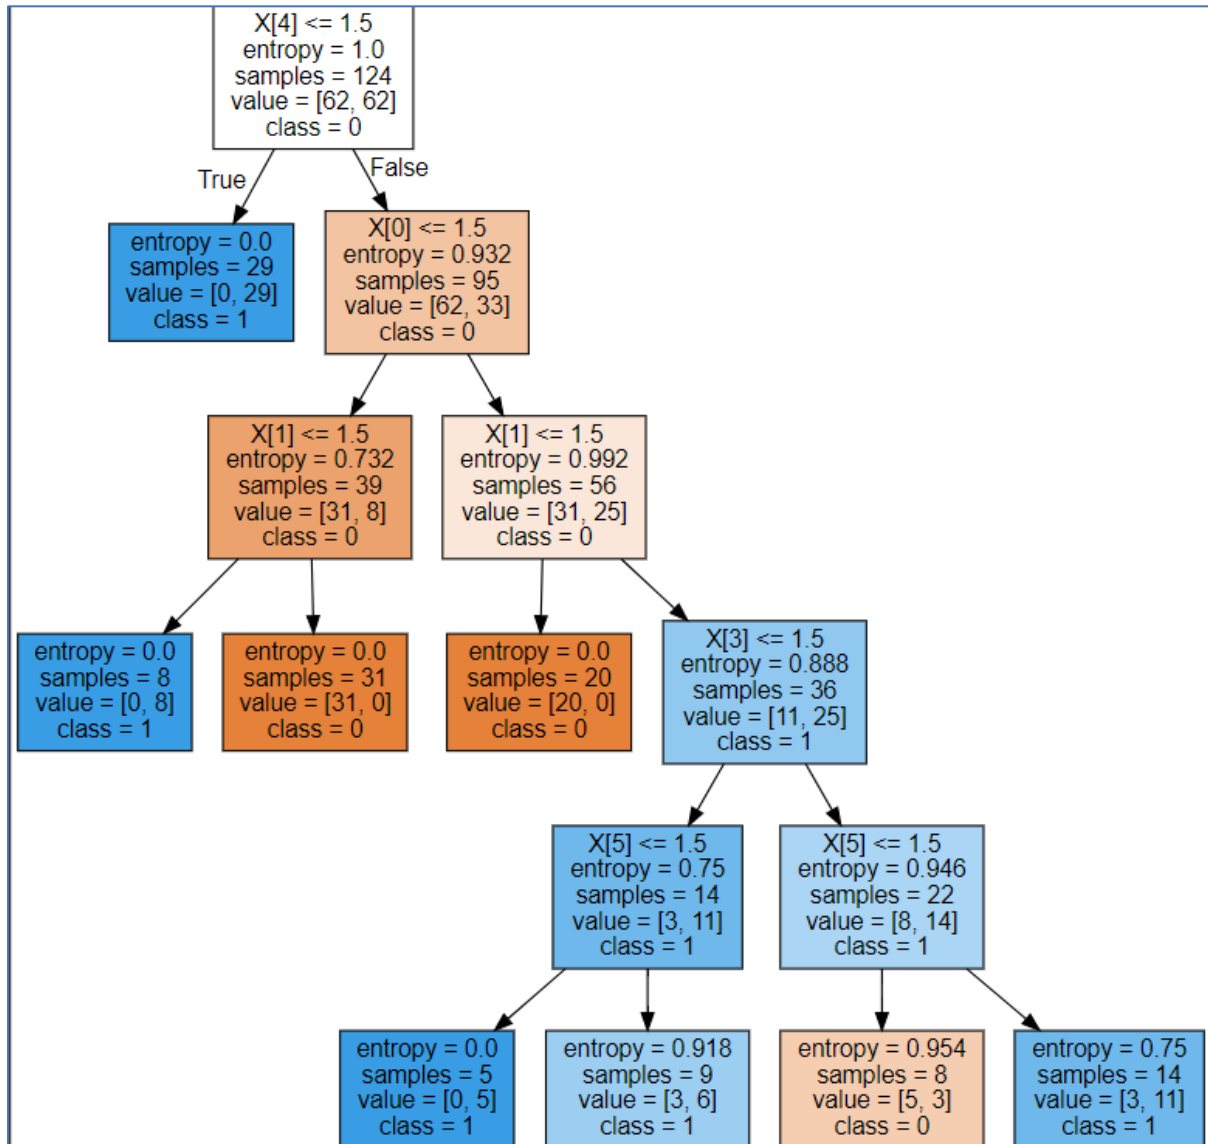 X[4] <= 1.5
entropy = 1.0
samples = 124
value = [62, 62]
class = 0
True
False
entropy = 0.0
samples = 29
value = [0, 29]
class = 1
X[0] <= 1.5
entropy = 0.932
samples = 95
value = [62, 33]
class = 0
X[1] <= 1.5
entropy = 0.732
samples = 39
value = [31, 8]
class = 0
X[1] <= 1.5
entropy = 0.992
samples = 56
value = [31, 25]
class = 0
entropy = 0.0
samples = 8
value = [0, 8]
class = 1
entropy = 0.0
samples = 31
value = [31, 0]
class = 0
entropy = 0.0
samples = 20
value = [20, 0]
class = 0
X[3] <= 1.5
entropy = 0.888
samples = 36
value = [11, 25]
class = 1
X[5] <= 1.5
entropy = 0.75
samples = 14
value = [3, 11]
class = 1
X[5] <= 1.5
entropy = 0.946
samples = 22
value = [8, 14]
class = 1
entropy = 0.0
samples = 5
value = [0, 5]
class = 1
entropy = 0.918
samples = 9
value = [3, 6]
class = 1
entropy = 0.954
samples = 8
value = [5, 3]
class = 0
entropy = 0.75
samples = 14
value = [3, 11]
class = 1